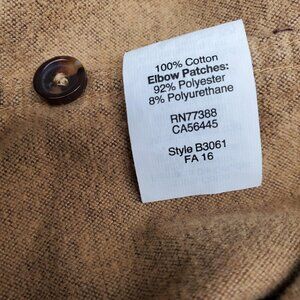 100% Cotton
Elbow Patches:
92% Polyester
8% Polyurethane
RN77388
CA56445
Style B3061
FA 16